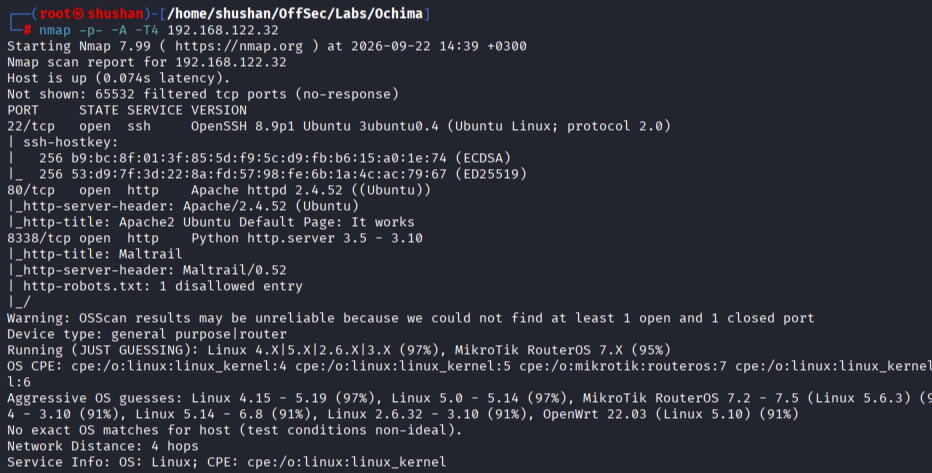 ┌──(root㉿shushan)-[/home/shushan/OffSec/Labs/Ochima]
└─# nmap -p- -A -T4 192.168.122.32
Starting Nmap 7.99 ( https://nmap.org ) at 2026-09-22 14:39 +0300
Nmap scan report for 192.168.122.32
Host is up (0.074s latency).
Not shown: 65532 filtered tcp ports (no-response)
PORT     STATE SERVICE VERSION
22/tcp   open  ssh     OpenSSH 8.9p1 Ubuntu 3ubuntu0.4 (Ubuntu Linux; protocol 2.0)
| ssh-hostkey:
|   256 b9:bc:8f:01:3f:85:5d:f9:5c:d9:fb:b6:15:a0:1e:74 (ECDSA)
|_  256 53:d9:7f:3d:22:8a:fd:57:98:fe:6b:1a:4c:ac:79:67 (ED25519)
80/tcp   open  http    Apache httpd 2.4.52 ((Ubuntu))
|_http-server-header: Apache/2.4.52 (Ubuntu)
|_http-title: Apache2 Ubuntu Default Page: It works
8338/tcp open  http    Python http.server 3.5 - 3.10
|_http-title: Maltrail
|_http-server-header: Maltrail/0.52
| http-robots.txt: 1 disallowed entry
|_/
Warning: OSScan results may be unreliable because we could not find at least 1 open and 1 closed port
Device type: general purpose|router
Running (JUST GUESSING): Linux 4.X|5.X|2.6.X|3.X (97%), MikroTik RouterOS 7.X (95%)
OS CPE: cpe:/o:linux:linux_kernel:4 cpe:/o:linux:linux_kernel:5 cpe:/o:mikrotik:routeros:7 cpe:/o:linux:linux_kernel
l:6
Aggressive OS guesses: Linux 4.15 - 5.19 (97%), Linux 5.0 - 5.14 (97%), MikroTik RouterOS 7.2 - 7.5 (Linux 5.6.3) (9
4 - 3.10 (91%), Linux 5.14 - 6.8 (91%), Linux 2.6.32 - 3.10 (91%), OpenWrt 22.03 (Linux 5.10) (91%)
No exact OS matches for host (test conditions non-ideal).
Network Distance: 4 hops
Service Info: OS: Linux; CPE: cpe:/o:linux:linux_kernel